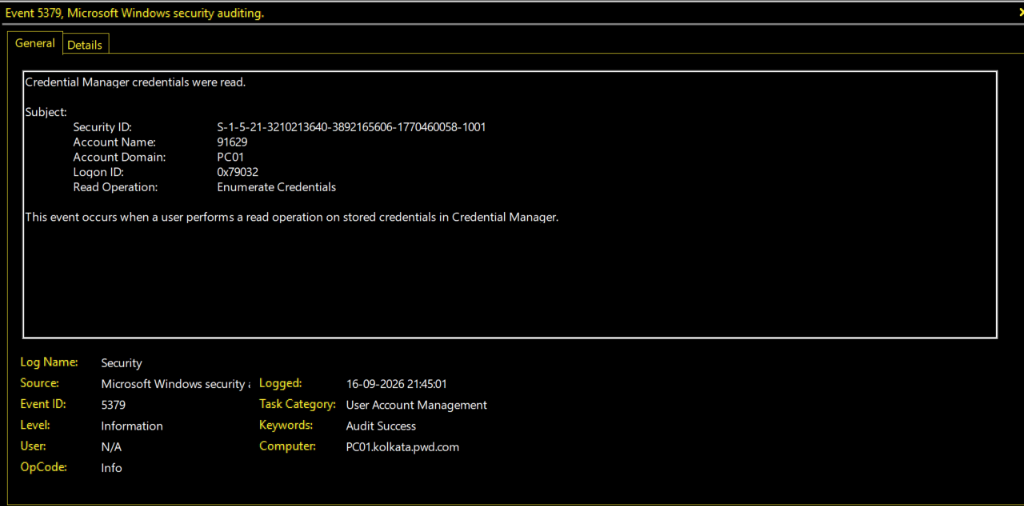 Event 5379, Microsoft Windows security auditing.
General Details
Credential Manager credentials were read.
Subject:
Security ID: S-1-5-21-3210213640-3892165606-1770460058-1001
Account Name: 91629
Account Domain: PC01
Logon ID: 0x79032
Read Operation: Enumerate Credentials
This event occurs when a user performs a read operation on stored credentials in Credential Manager.
Log Name: Security
Source: Microsoft Windows security Logged: 16-09-2026 21:45:01
Event ID: 5379 Task Category: User Account Management
Level: Information Keywords: Audit Success
User: N/A Computer: PC01.kolkata.pwd.com
OpCode: Info